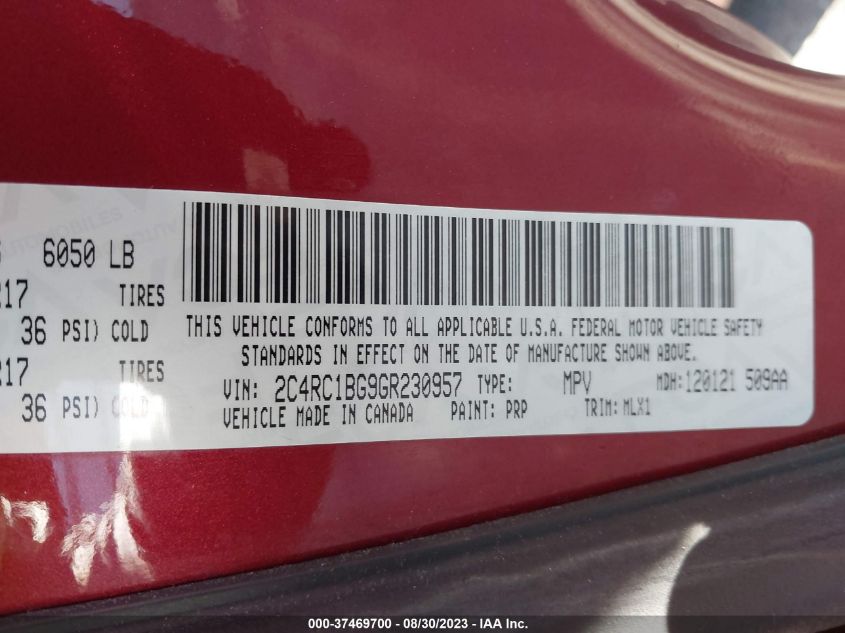 6050 LB
TIRES
36 PSI) COLD
TIRES
36 PSI) COLD
THIS VEHICLE CONFORMS TO ALL APPLICABLE U.S.A. FEDERAL MOTOR VEHICLE SAFETY
STANDARDS IN EFFECT ON THE DATE OF MANUFACTURE SHOWN ABOVE.
VIN: 2C4RC1BG9GR230957 TYPE: MPV MDH: 120121 509AA
VEHICLE MADE IN CANADA PAINT: PRP TRIM: MLX1
000-37469700 - 08/30/2023 - IAA Inc.